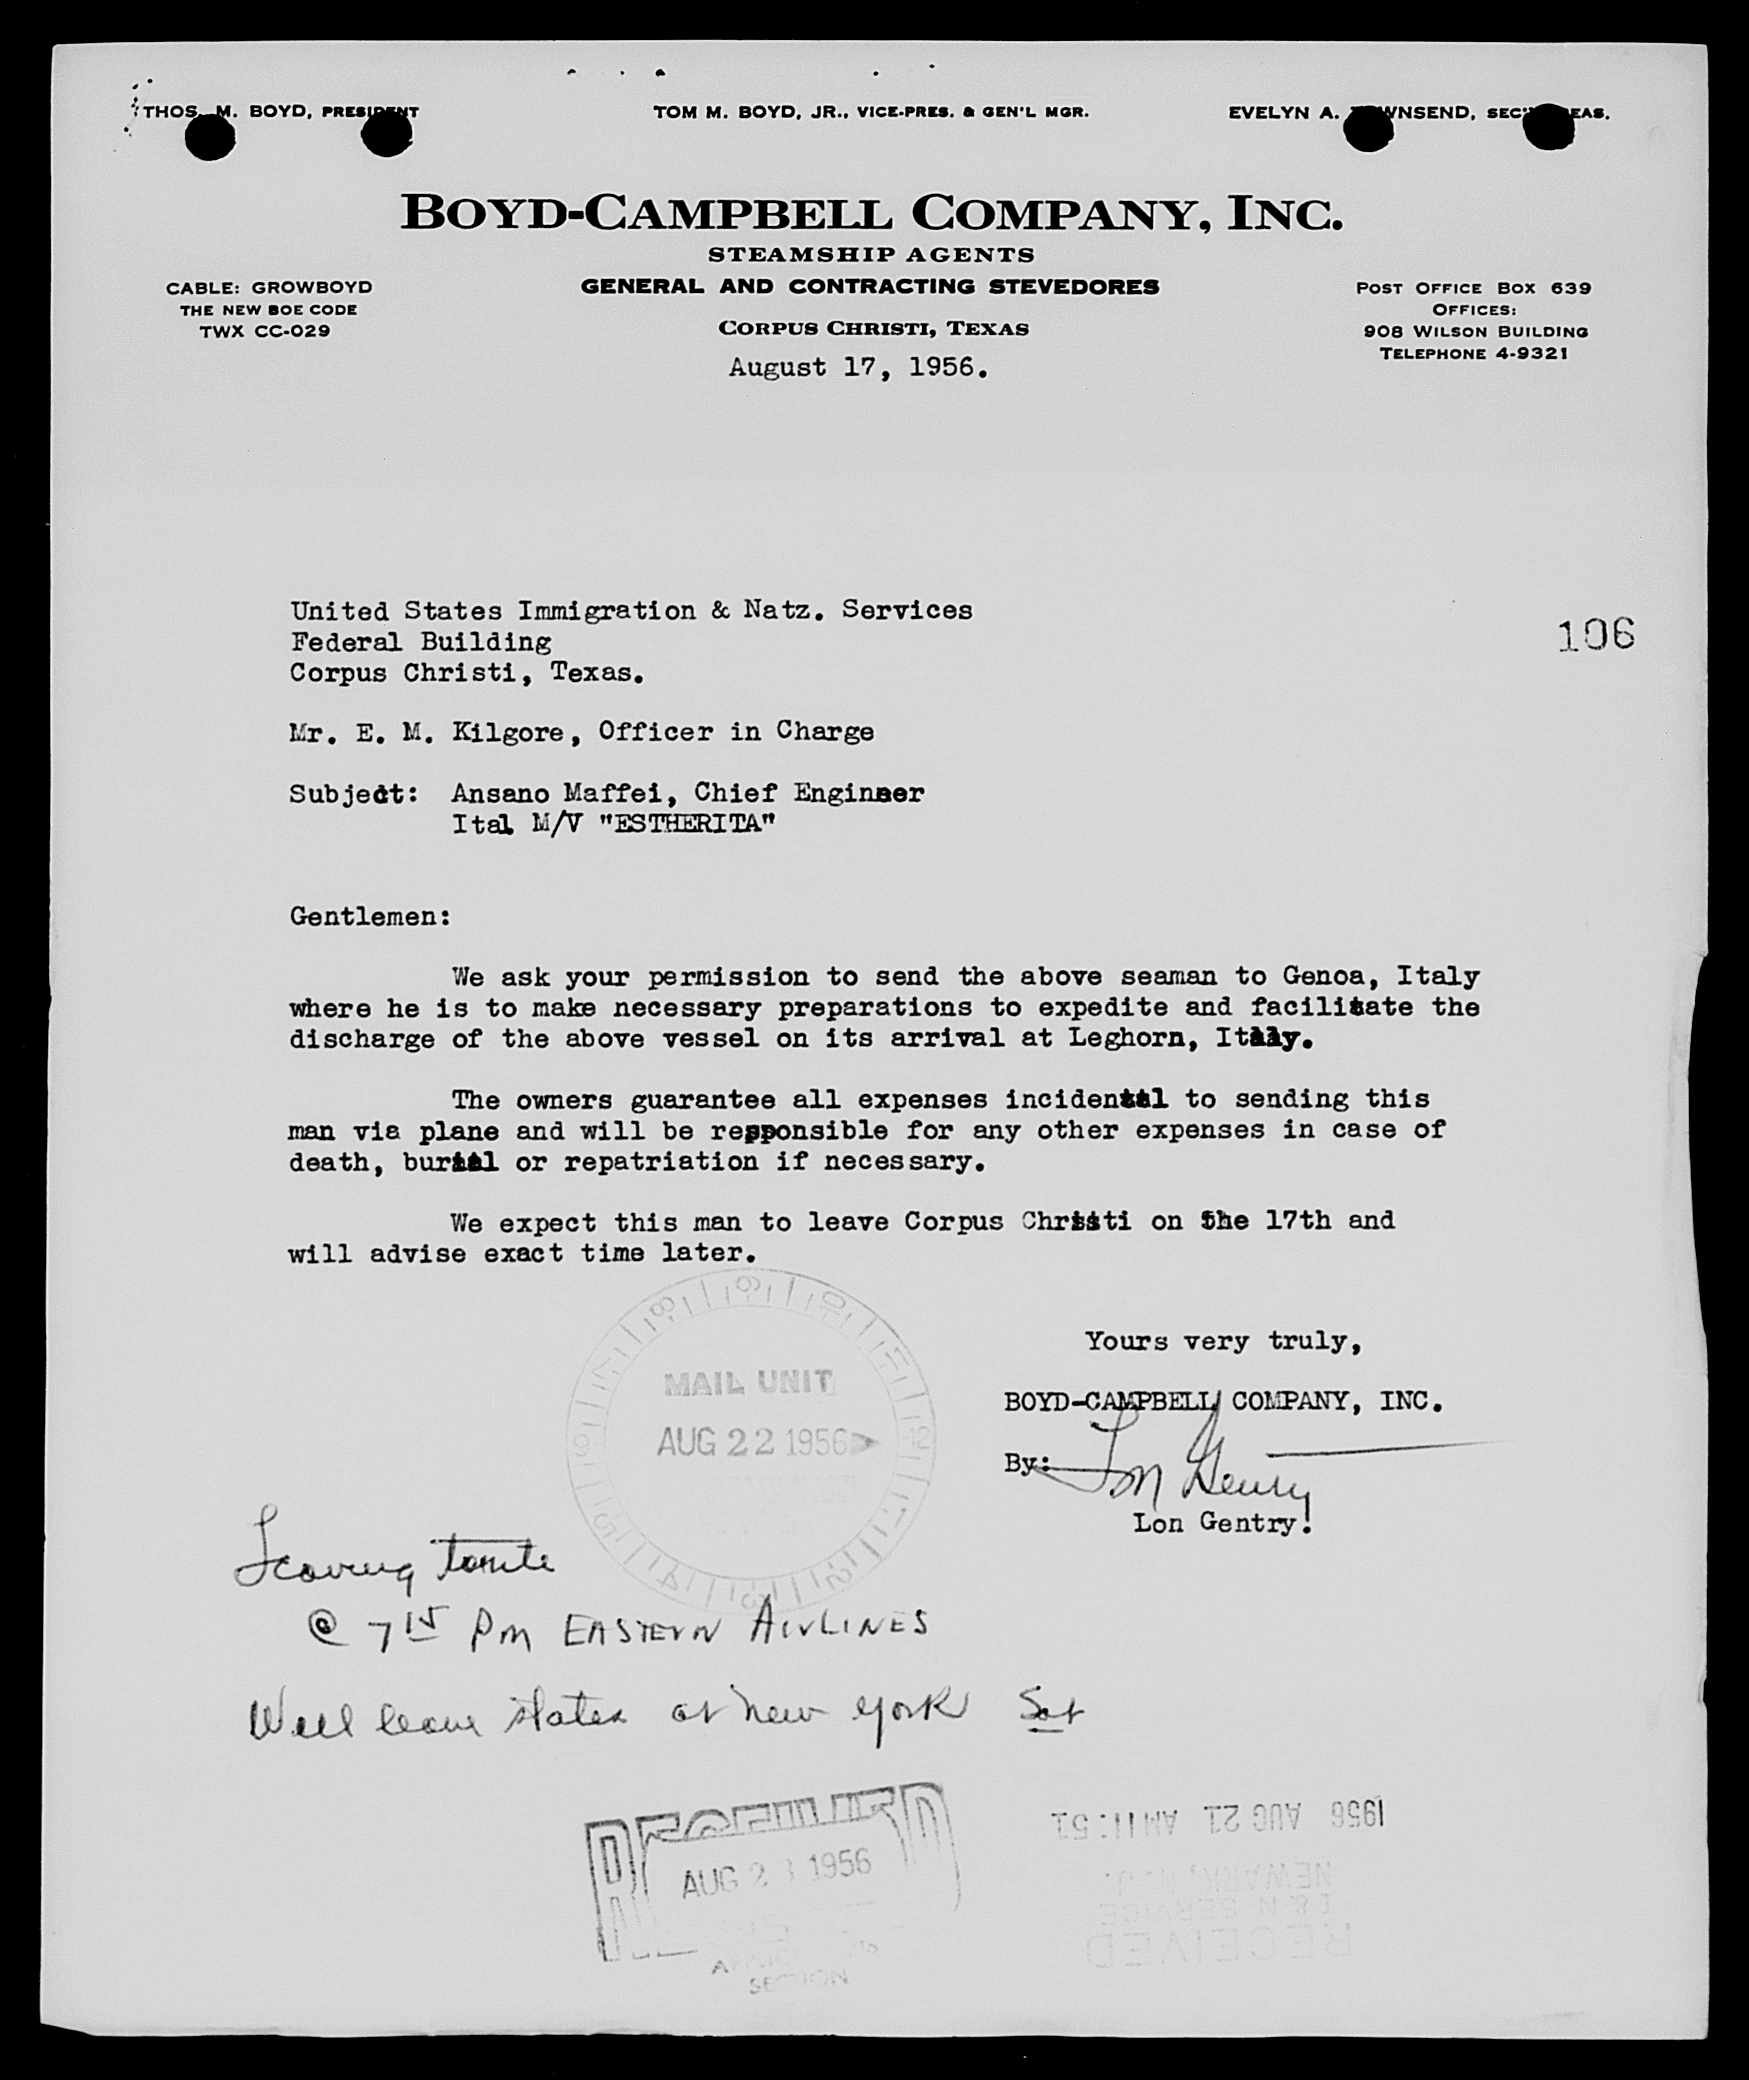 THOS. M. BOYD, PRESIDENT
TOM M. BOYD, JR., VICE-PRES. & GEN'L MGR.
EVELYN A. TOWNSEND, SEC'Y-TREAS.
BOYD-CAMPBELL COMPANY, INC.
STEAMSHIP AGENTS
GENERAL AND CONTRACTING STEVEDORES
CORPUS CHRISTI, TEXAS
CABLE: GROWBOYD
THE NEW BOE CODE
TWX CC-029
POST OFFICE BOX 639
OFFICES:
908 WILSON BUILDING
TELEPHONE 4-9321
August 17, 1956.
United States Immigration & Natz. Services
Federal Building
Corpus Christi, Texas.
106
Mr. E. M. Kilgore, Officer in Charge
Subject: Ansano Maffei, Chief Engineer
Ital M/V "ESTHERITA"
Gentlemen:
We ask your permission to send the above seaman to Genoa, Italy
where he is to make necessary preparations to expedite and facilitate the
discharge of the above vessel on its arrival at Leghorn, Italy.
The owners guarantee all expenses incidental to sending this
man via plane and will be responsible for any other expenses in case of
death, burial or repatriation if necessary.
We expect this man to leave Corpus Christi on the 17th and
will advise exact time later.
Yours very truly,
BOYD-CAMPBELL COMPANY, INC.
By: Lon Gentry
Lon Gentry
MAIL UNIT
AUG 22 1956
Leaving tonite
@ 7 15 Pm EASTERN AIRLINES
Will leave states at new york Sat
RECEIVED
AUG 2 1956
SECTION
1956 AUG 21 AM 11:51
NEWARK, N.J.
I & N SERVICE
RECEIVED